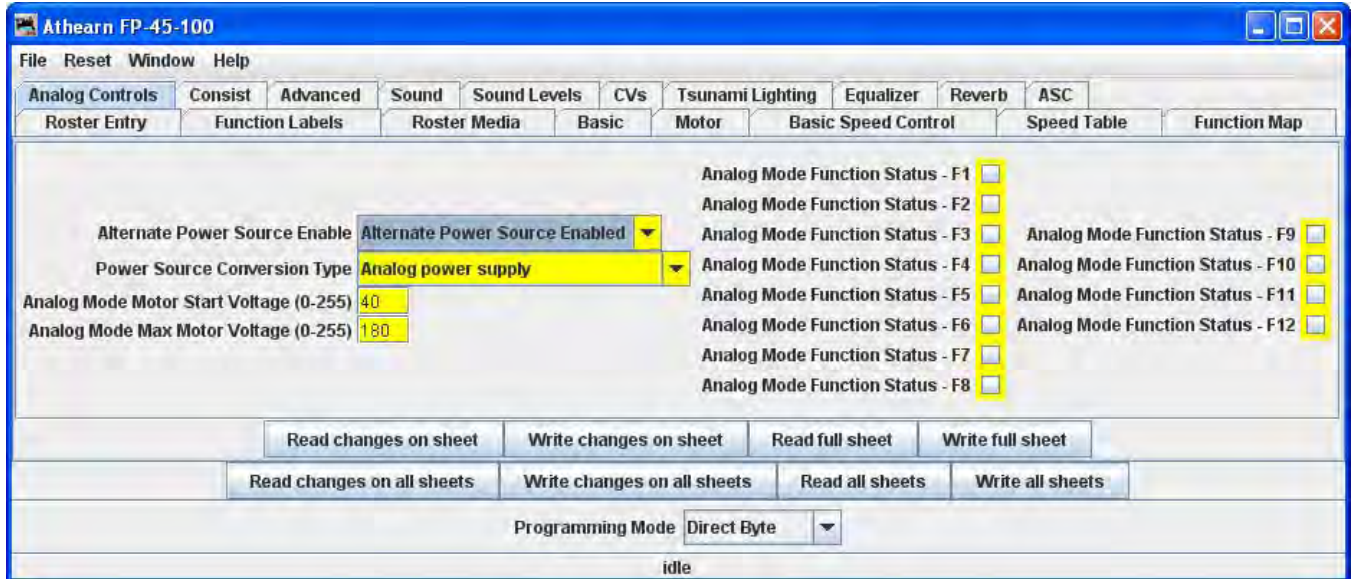 Athearn FP-45-100
File Reset Window Help
Analog Controls Consist Advanced Sound Sound Levels CVs Tsunami Lighting Equalizer Reverb ASC
Roster Entry Function Labels Roster Media Basic Motor Basic Speed Control Speed Table Function Map
Alternate Power Source Enable Alternate Power Source Enabled
Power Source Conversion Type Analog power supply
Analog Mode Motor Start Voltage (0-255) 40
Analog Mode Max Motor Voltage (0-255) 180
Analog Mode Function Status - F1
Analog Mode Function Status - F2
Analog Mode Function Status - F3
Analog Mode Function Status - F4
Analog Mode Function Status - F5
Analog Mode Function Status - F6
Analog Mode Function Status - F7
Analog Mode Function Status - F8
Analog Mode Function Status - F9
Analog Mode Function Status - F10
Analog Mode Function Status - F11
Analog Mode Function Status - F12
Read changes on sheet Write changes on sheet Read full sheet Write full sheet
Read changes on all sheets Write changes on all sheets Read all sheets Write all sheets
Programming Mode Direct Byte
idle